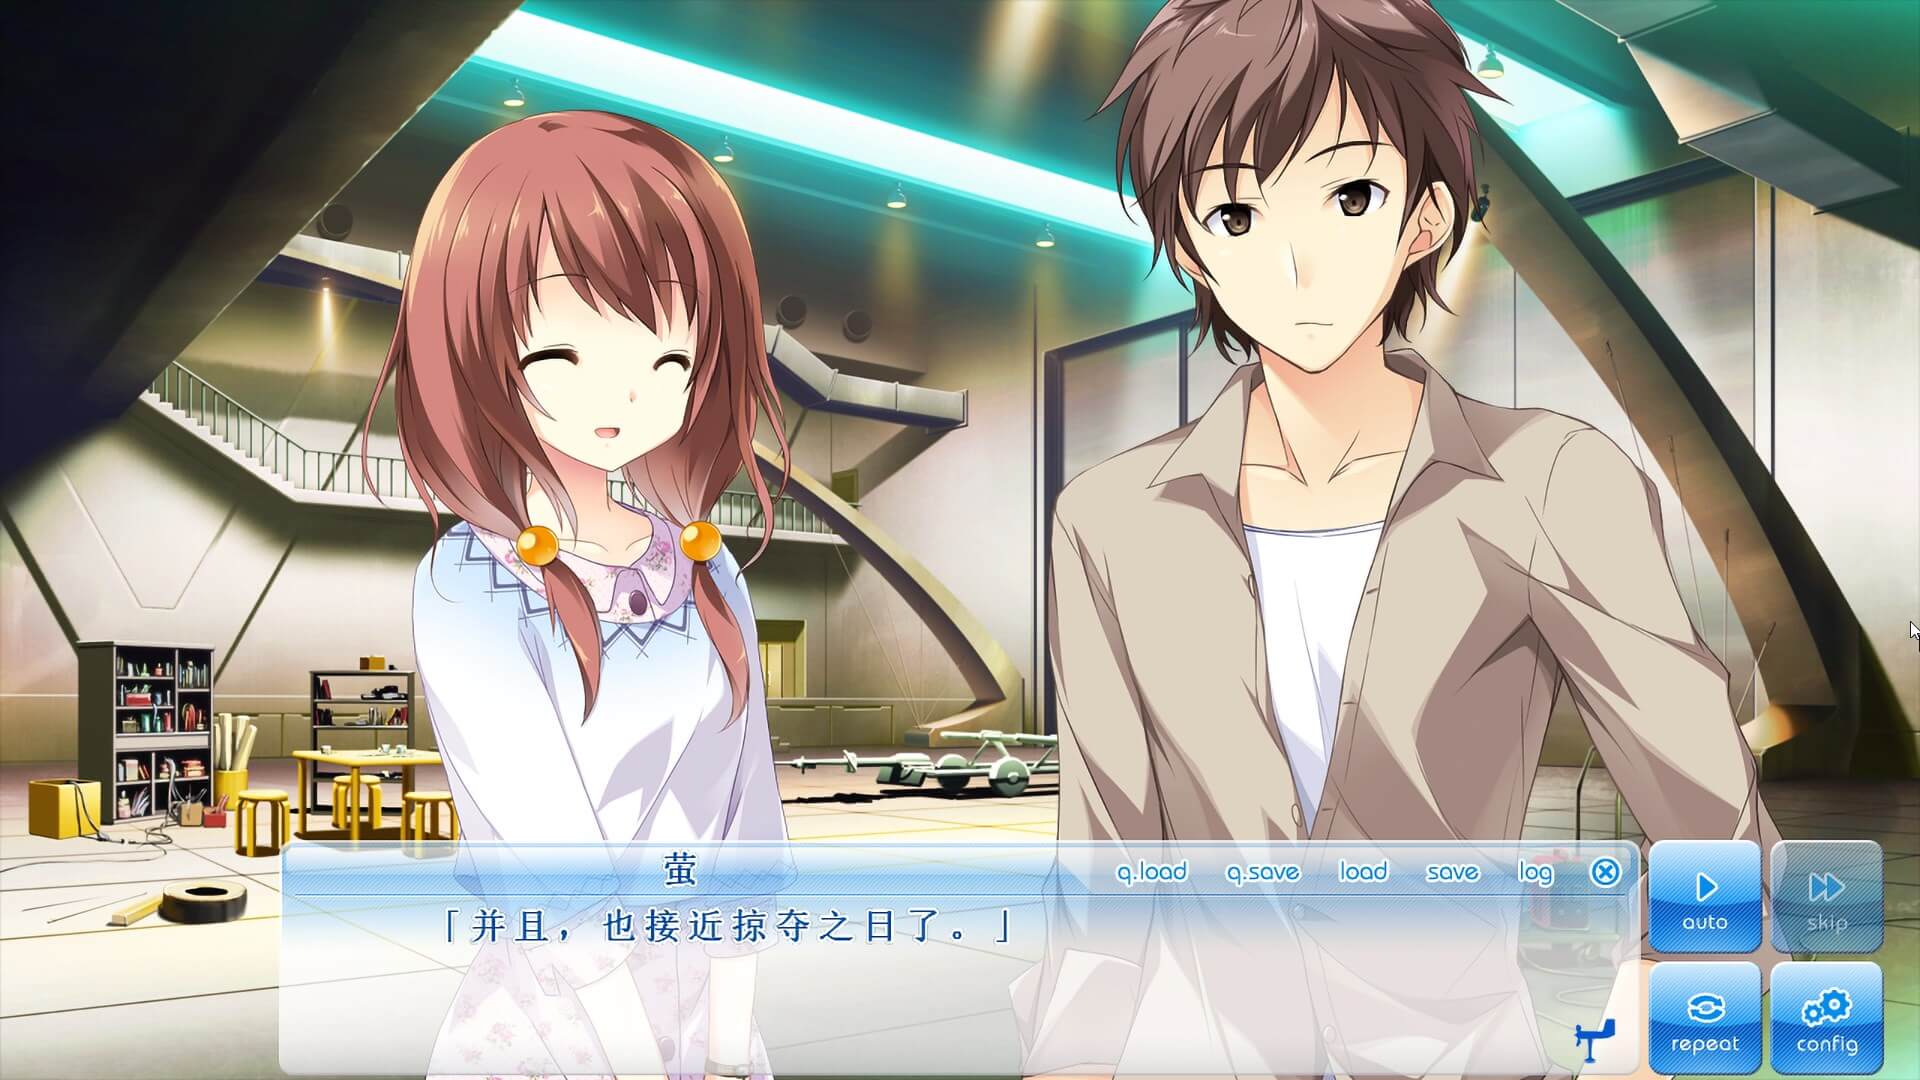 萤
q.load q.save load save log
「并且，也接近掠夺之日了。」
auto
skip
repeat
config